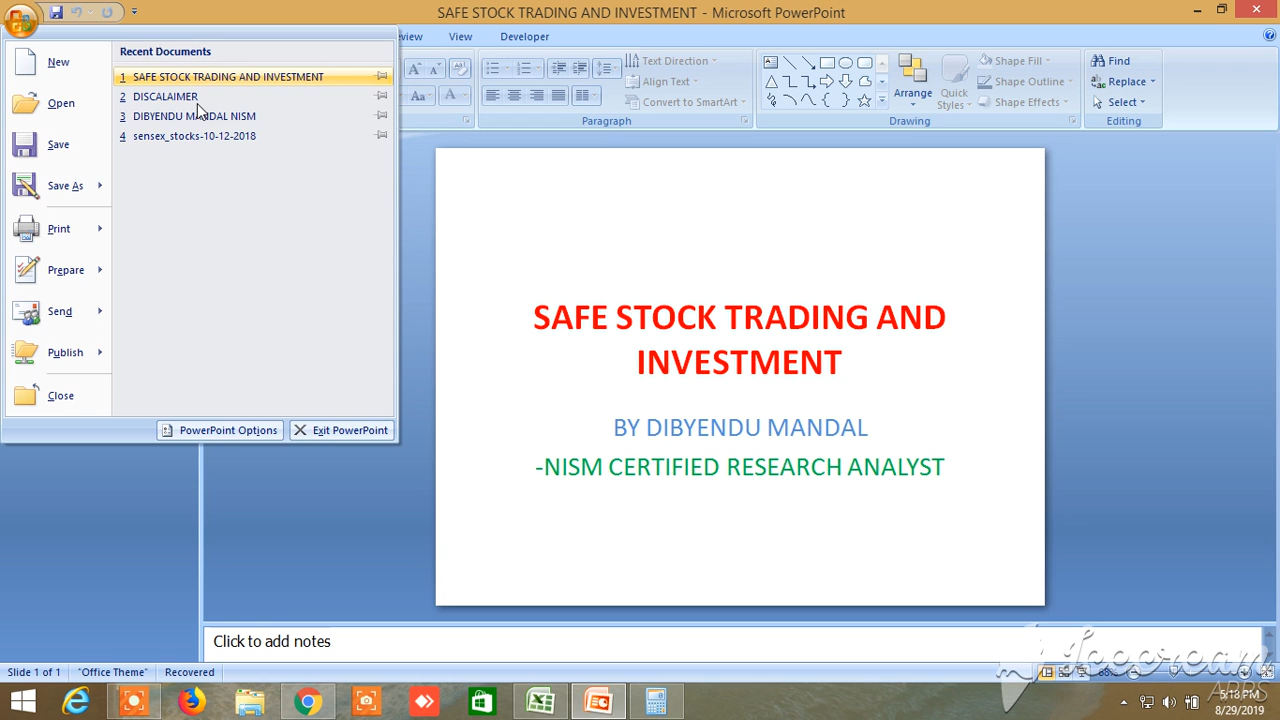 SAFE STOCK TRADING AND INVESTMENT - Microsoft PowerPoint
View
Developer
Recent Documents
New
1 SAFE STOCK TRADING AND INVESTMENT
2 DISCALAIMER
3 DIBYENDU MANDAL NISM
4 sensex_stocks-10-12-2018
Open
Save
Save As
Print
Prepare
Send
Publish
Close
PowerPoint Options
Exit PowerPoint
Aa
A
Text Direction
Align Text
Convert to SmartArt
Paragraph
Arrange
Quick Styles
Shape Fill
Shape Outline
Shape Effects
Drawing
Find
Replace
Select
Editing
SAFE STOCK TRADING AND
INVESTMENT
BY DIBYENDU MANDAL
-NISM CERTIFIED RESEARCH ANALYST
Click to add notes
Slide 1 of 1
"Office Theme"
Recovered
5:18 PM
8/29/2019